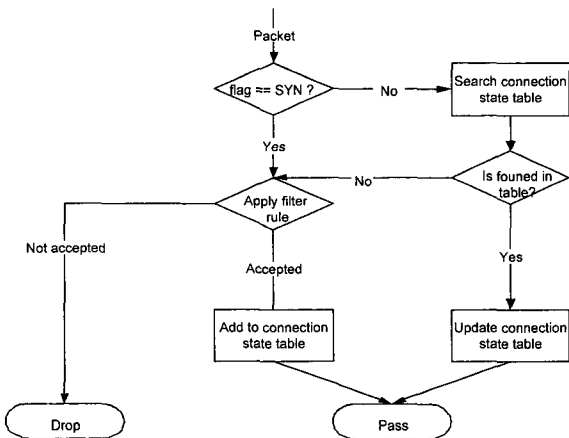 Packet
flag == SYN ?
No
Search connection
state table
Yes
Is founed in
table?
No
Apply filter
rule
Not accepted
Accepted
Yes
Add to connection
state table
Update connection
state table
Drop
Pass